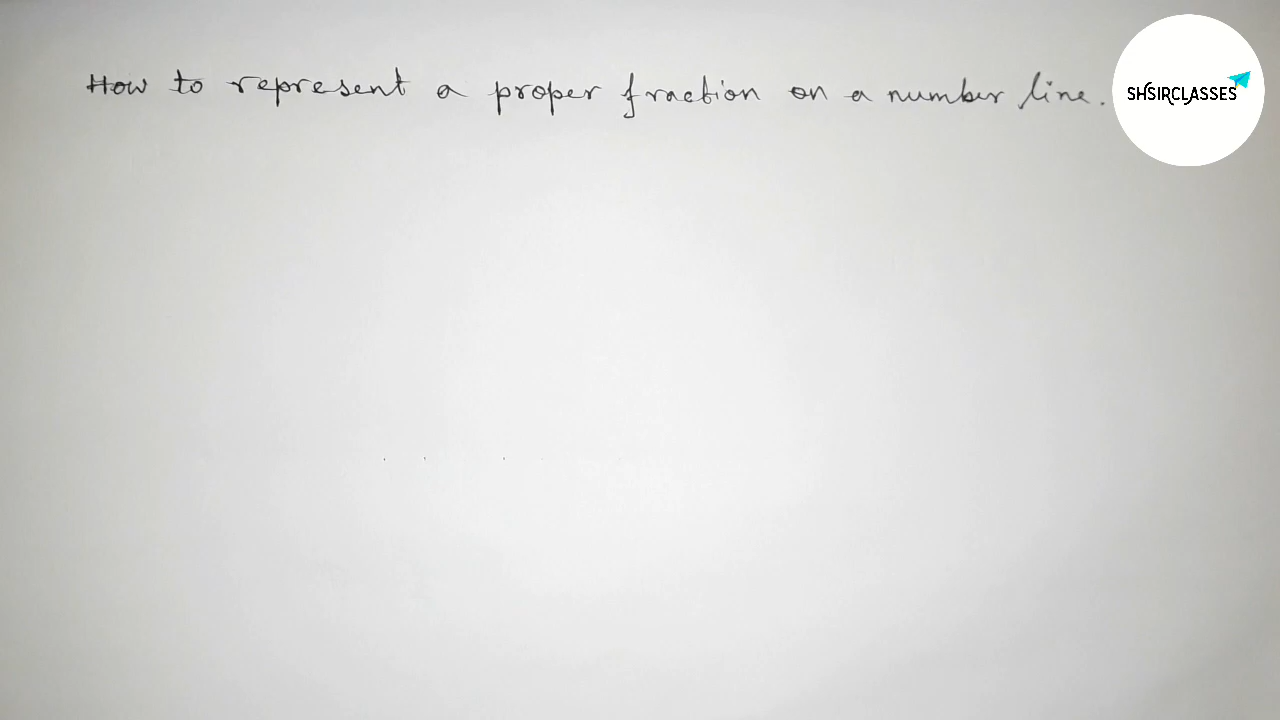 How to represent a proper fraction on a number line.
SHSIRCLASSES